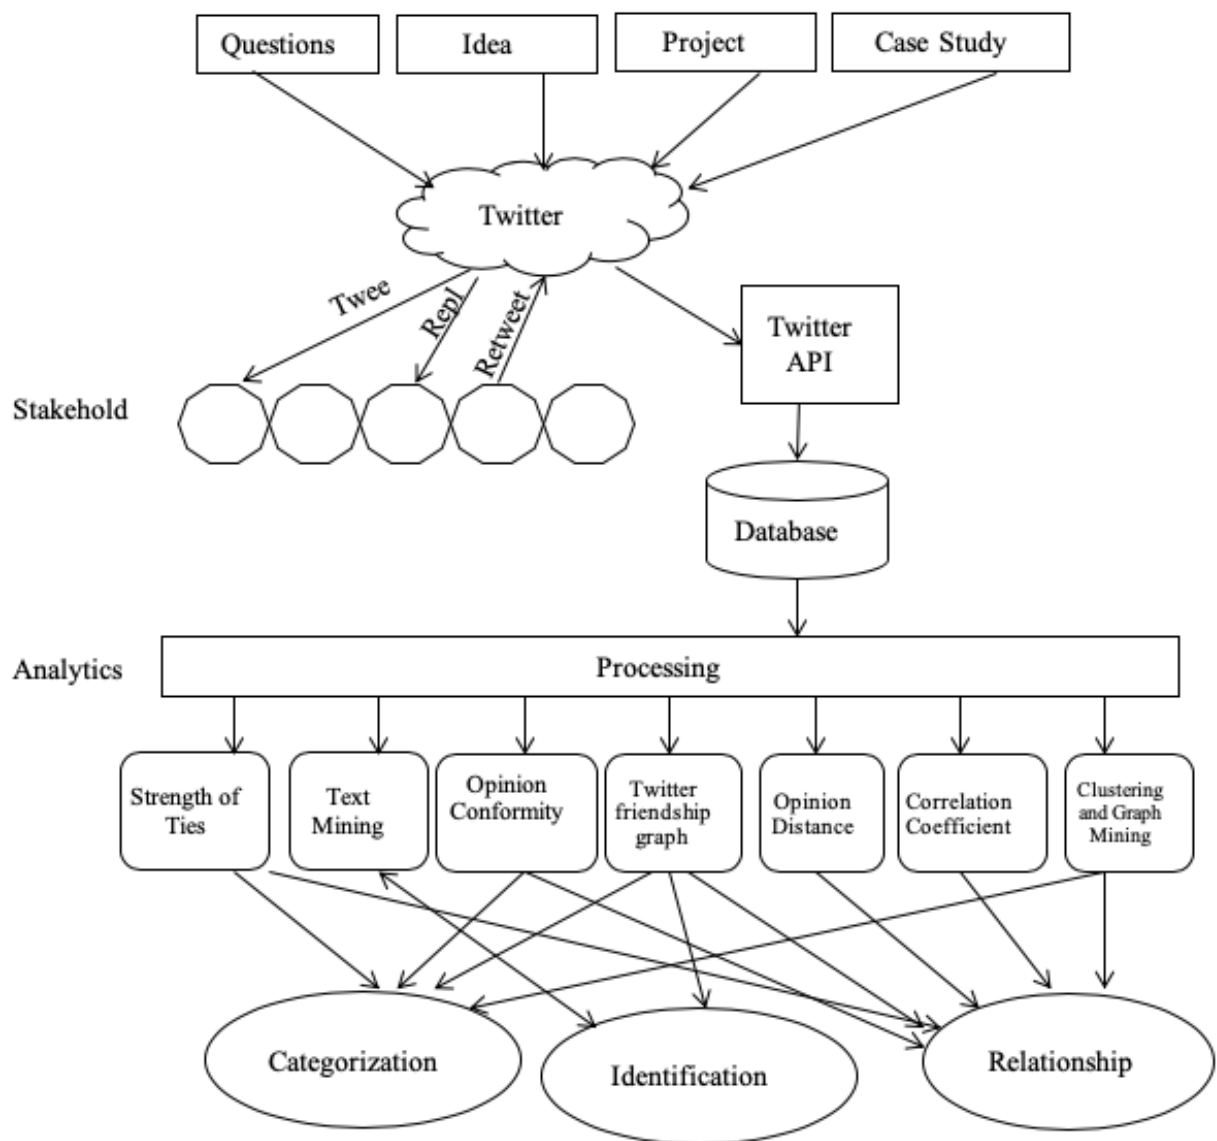 Questions
Idea
Project
Case Study
Twitter
Twee
Repl
Retweet
Twitter
API
Stakehold
Database
Analytics
Processing
Strength of
Ties
Text
Mining
Opinion
Conformity
Twitter
friendship
graph
Opinion
Distance
Correlation
Coefficient
Clustering
and Graph
Mining
Categorization
Identification
Relationship